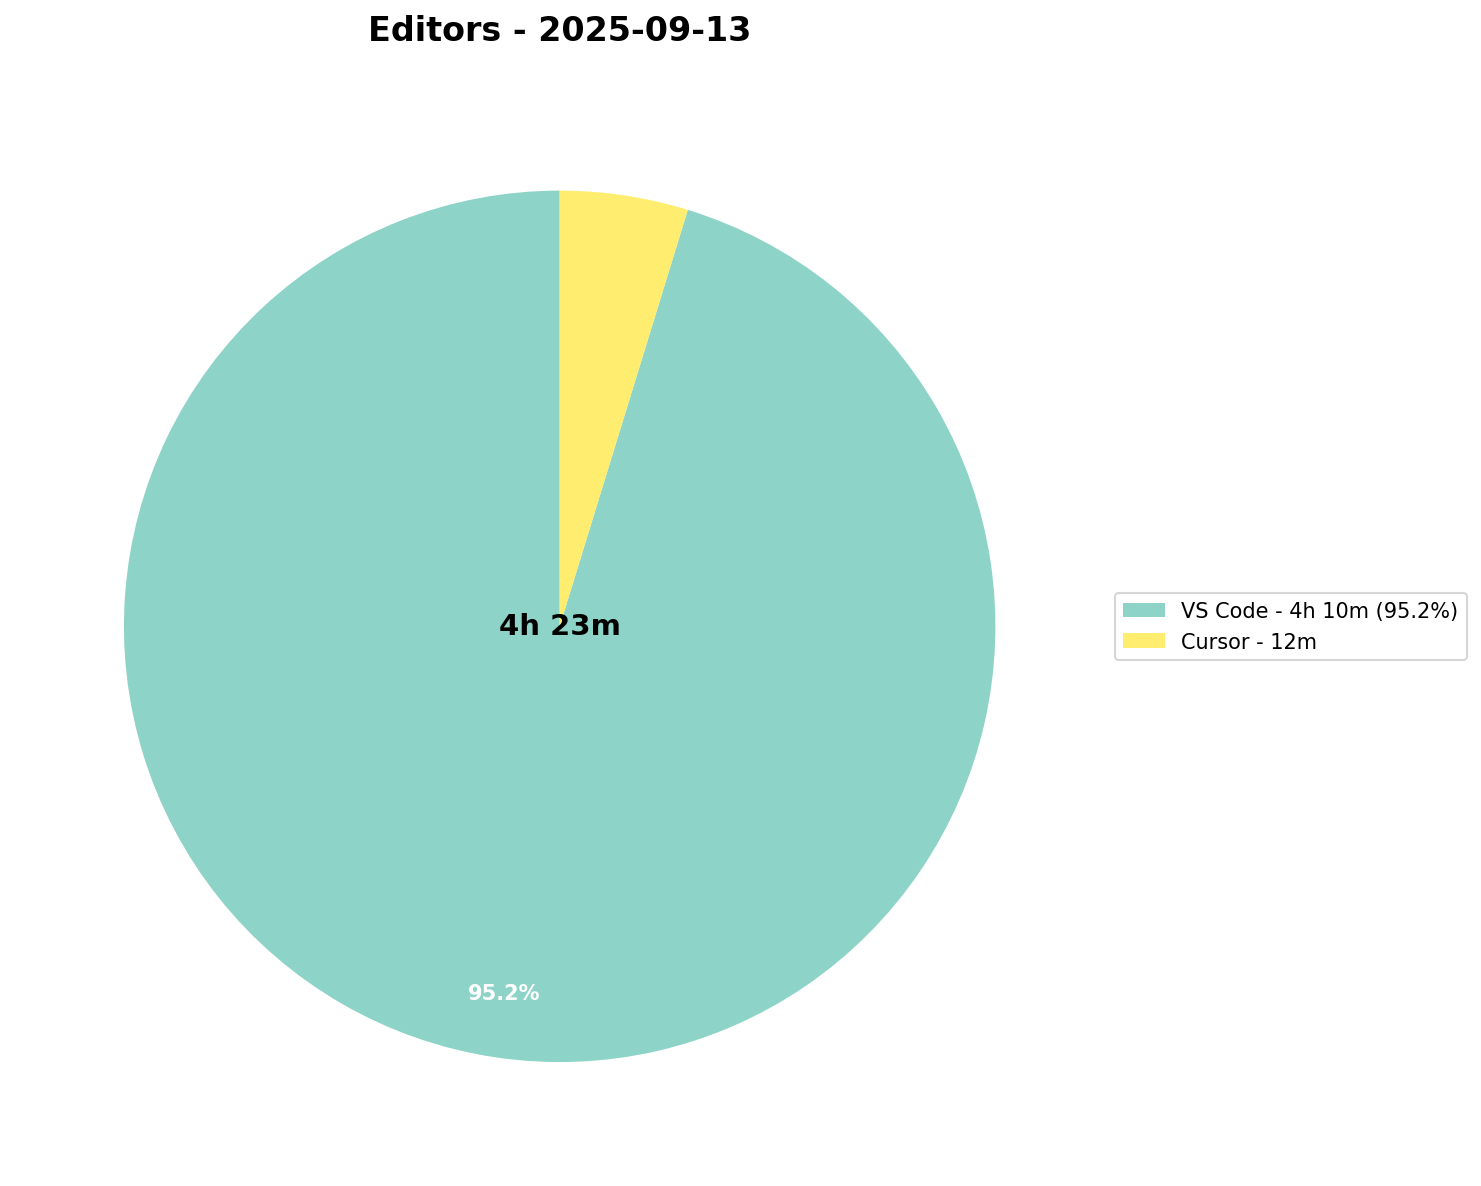 Editors - 2025-09-13
4h 23m
VS Code - 4h 10m (95.2%)
Cursor - 12m
95.2%